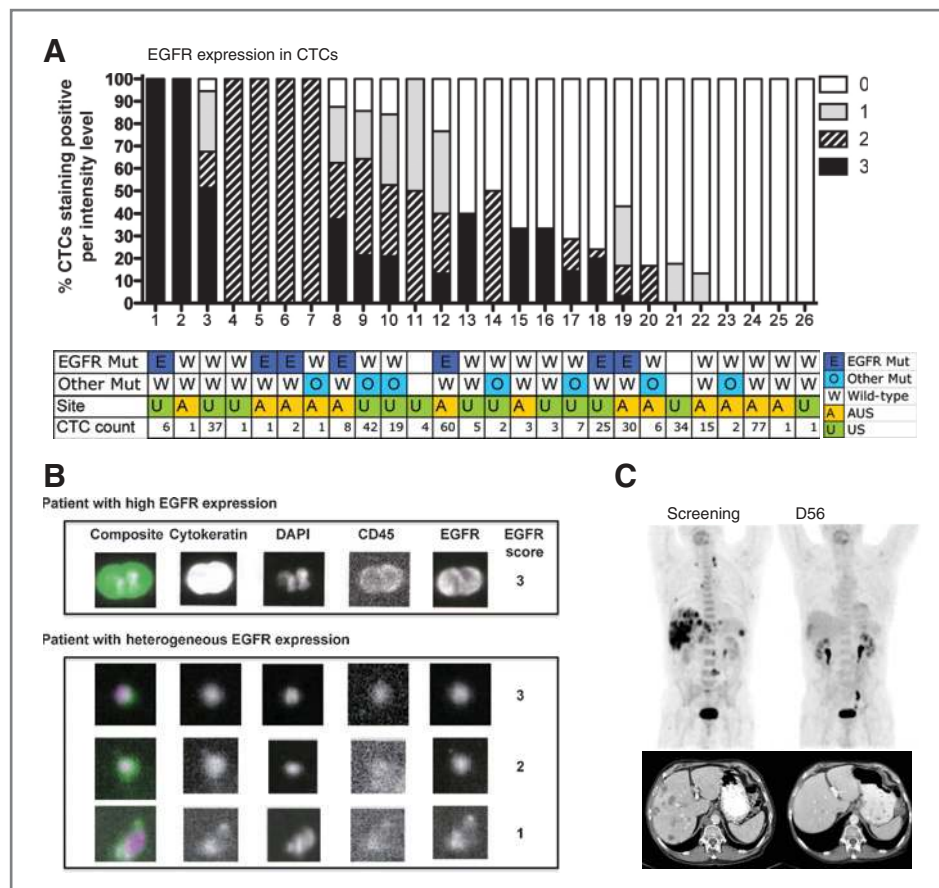 A
EGFR expression in CTCs
% CTCs staining positive
per intensity level
100
90
80
70
60
50
40
30
20
10
0
0
1
2
3
1 2 3 4 5 6 7 8 9 10 11 12 13 14 15 16 17 18 19 20 21 22 23 24 25 26
EGFR Mut E W W W E E W E W W E W W W W W E E W W W W W W E EGFR Mut
Other Mut W W W W W W O W O O W W O W W O W W O W O W W W O Other Mut
W Wild-type
Site U A U U A A A A U U U A U U A U U U A A U A A A A U A AUS
CTC count 6 1 37 1 1 2 1 8 42 19 4 60 5 2 3 3 7 25 30 6 34 15 2 77 1 1 U US
B
Patient with high EGFR expression
Composite Cytokeratin DAPI CD45 EGFR EGFR
score
3
Patient with heterogeneous EGFR expression
3
2
1
C
Screening D56